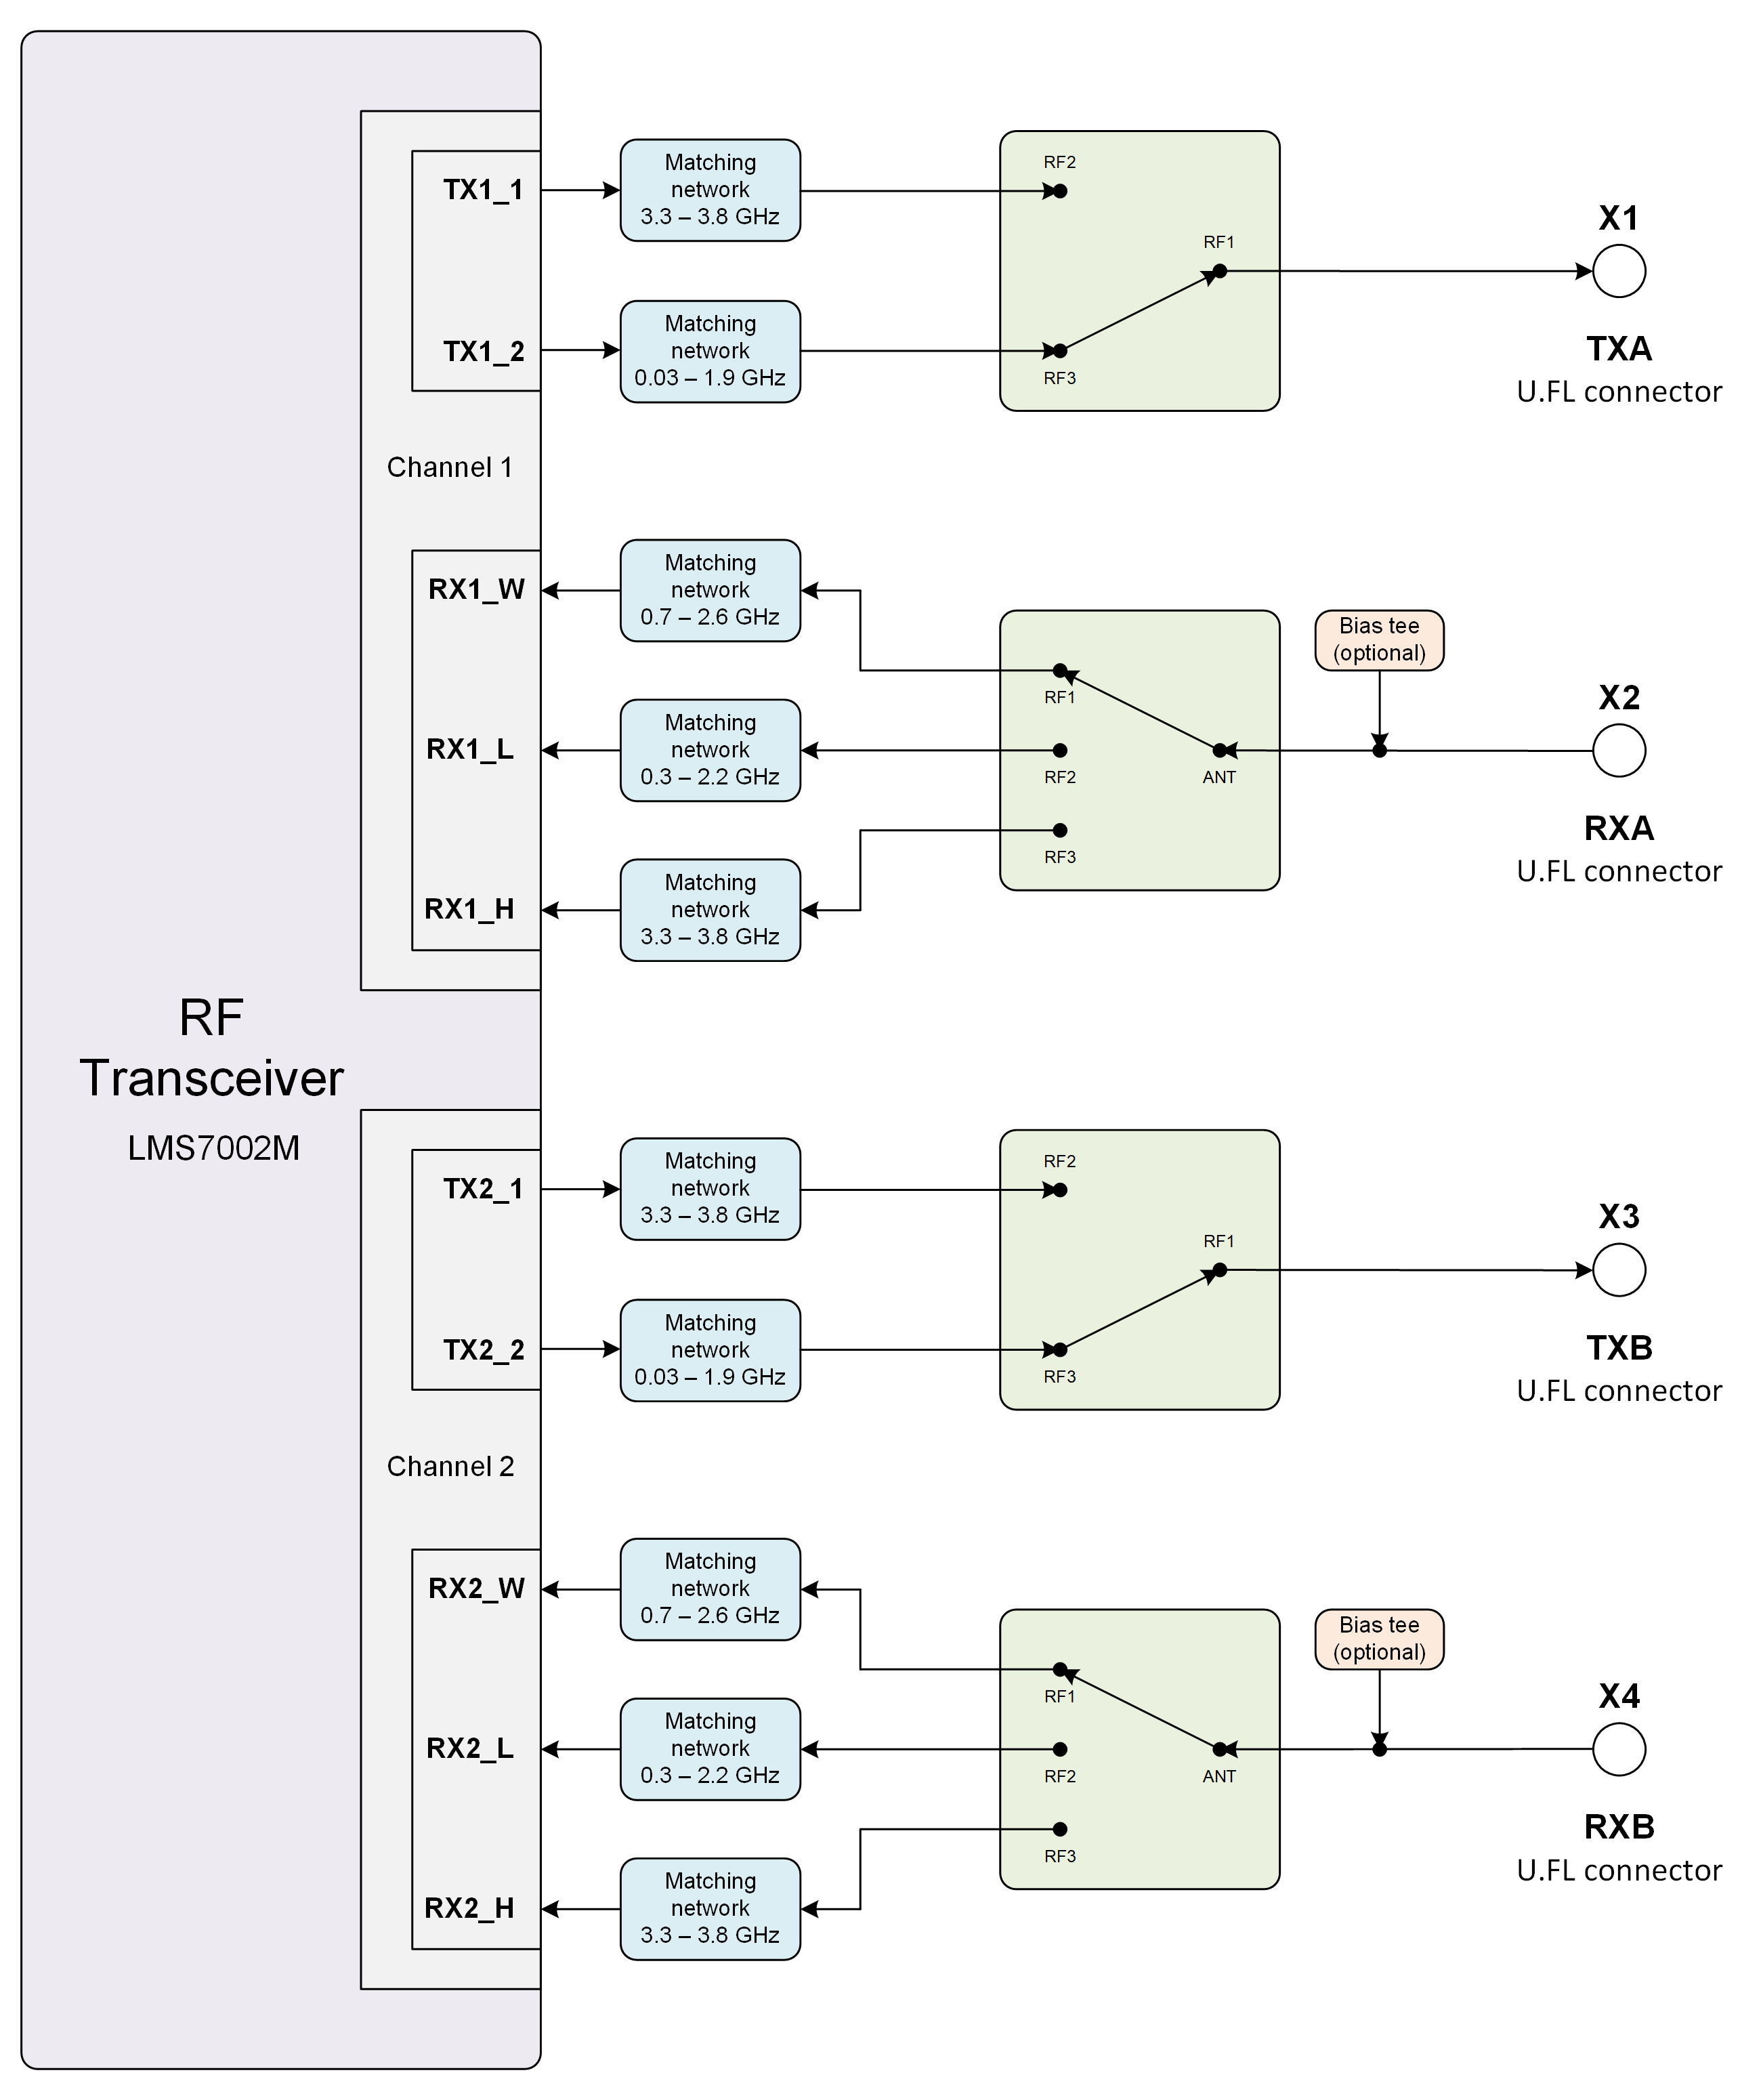 TX1_1
Matching
network
3.3 – 3.8 GHz
RF2
RF1
X1
TX1_2
Matching
network
0.03 – 1.9 GHz
RF3
TXA
U.FL connector
Channel 1
RX1_W
Matching
network
0.7 – 2.6 GHz
RF1
Bias tee
(optional)
X2
RX1_L
Matching
network
0.3 – 2.2 GHz
RF2
ANT
RXA
U.FL connector
RX1_H
Matching
network
3.3 – 3.8 GHz
RF3
RF
Transceiver
LMS7002M
TX2_1
Matching
network
3.3 – 3.8 GHz
RF2
RF1
X3
TX2_2
Matching
network
0.03 – 1.9 GHz
RF3
TXB
U.FL connector
Channel 2
RX2_W
Matching
network
0.7 – 2.6 GHz
RF1
Bias tee
(optional)
X4
RX2_L
Matching
network
0.3 – 2.2 GHz
RF2
ANT
RXB
U.FL connector
RX2_H
Matching
network
3.3 – 3.8 GHz
RF3